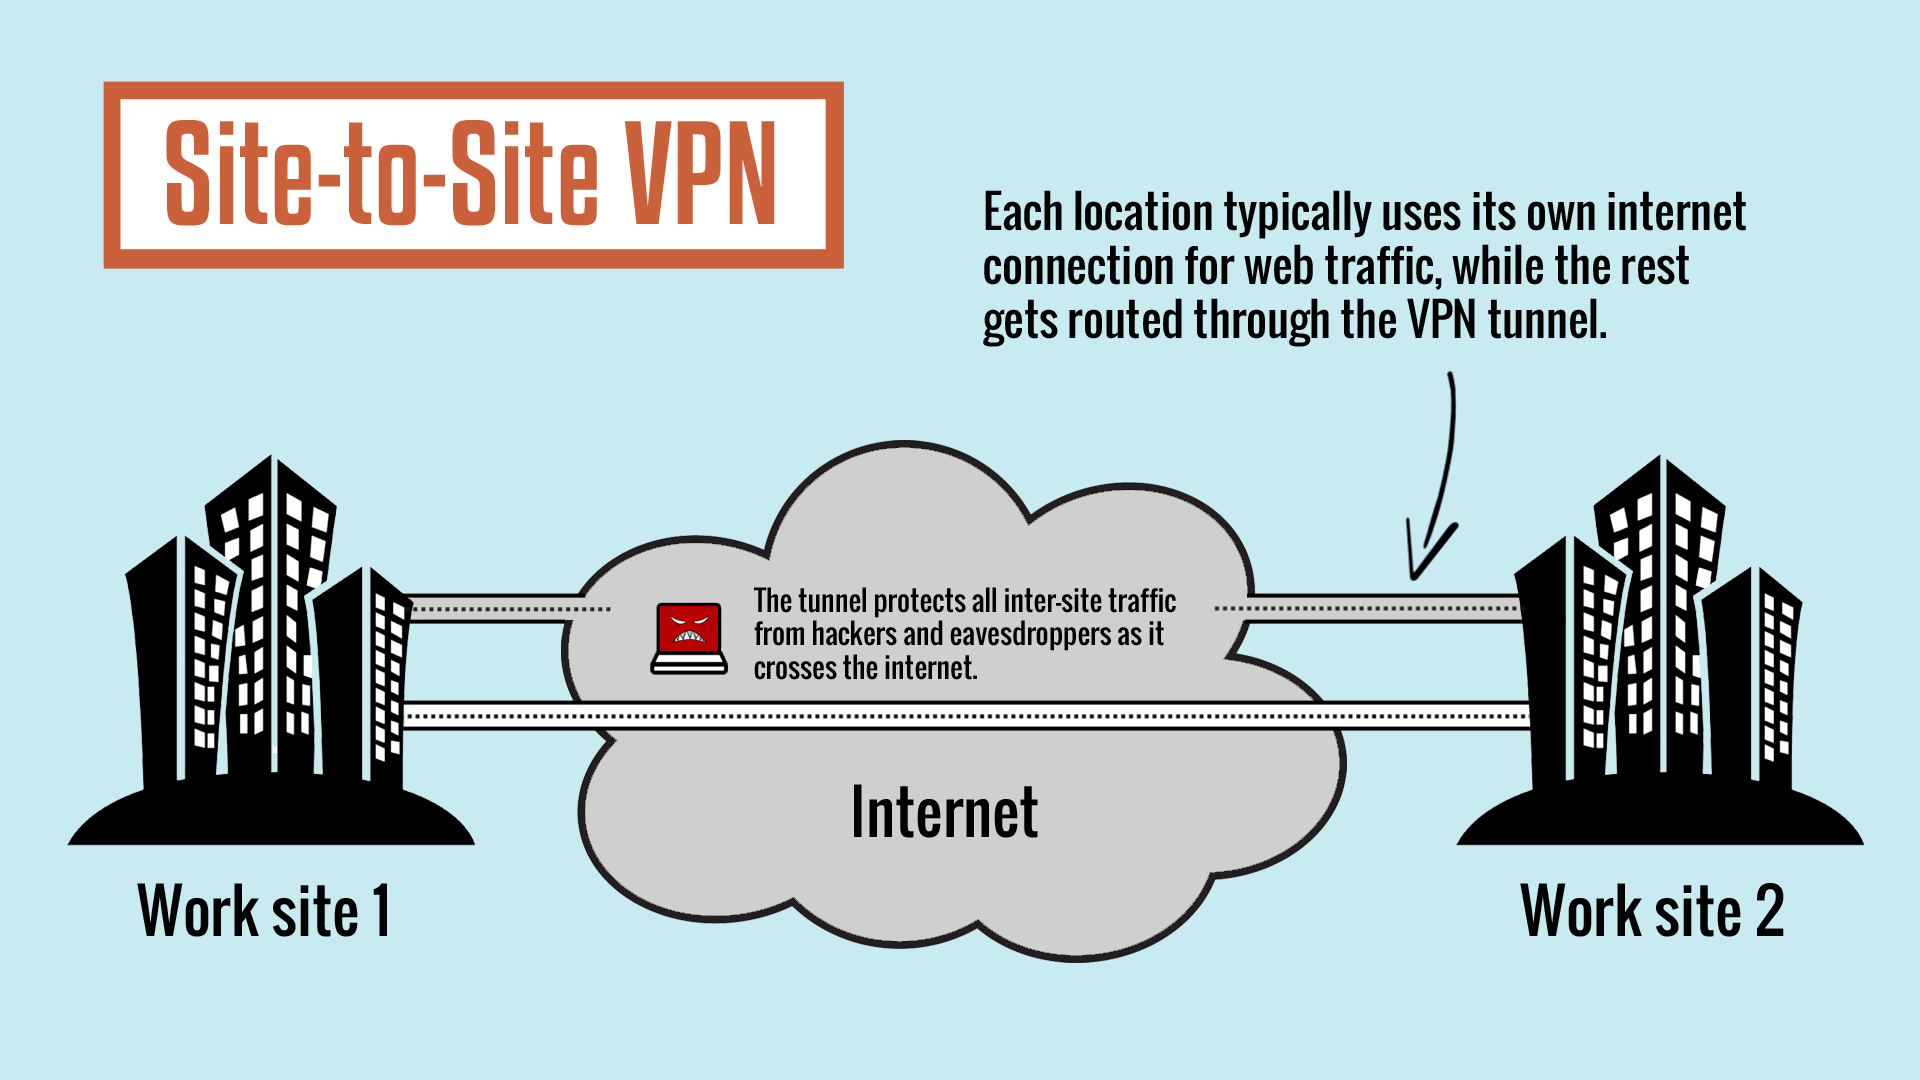 Site-to-Site VPN
Each location typically uses its own internet
connection for web traffic, while the rest
gets routed through the VPN tunnel.
The tunnel protects all inter-site traffic
from hackers and eavesdroppers as it
crosses the internet.
Internet
Work site 1
Work site 2